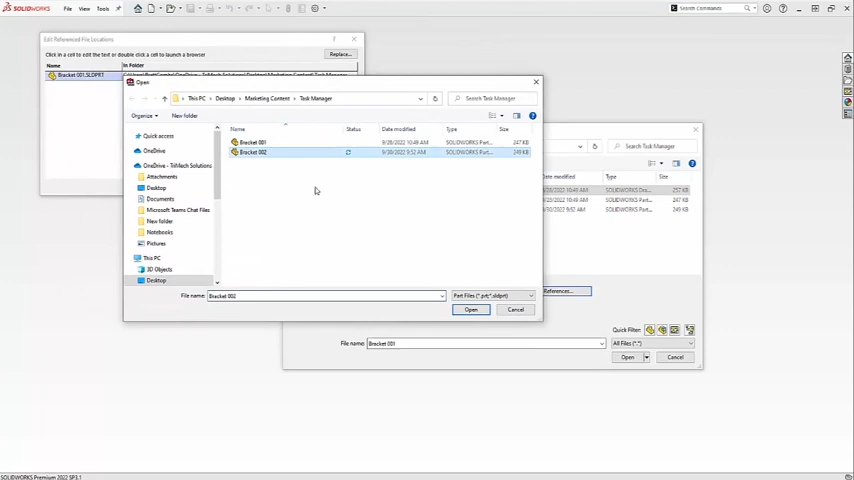 SOLIDWORKS File View Tools Search Commands
Edit Referenced File Locations
Click in a cell to edit the text or double click a cell to launch a browser Replace...
Name In Folder
Bracket 001.SLDPRT
Open
This PC Desktop Marketing Content Task Manager Search Task Manager
Organize New folder
Name Status Date modified Type Size
Quick access
Bracket 001 9/28/2022 10:49 AM SOLIDWORKS Part... 247 KB
Bracket 002 9/30/2022 9:52 AM SOLIDWORKS Part... 249 KB
OneDrive
OneDrive - TriMech Solutions
Attachments
Desktop
Documents
Microsoft Teams Chat Files
New folder
Notebooks
Pictures
This PC
3D Objects
Desktop
File name: Bracket 002 Part Files (*.prt;*.sldprt)
Open Cancel
Search Task Manager
Date modified Type Size
9/28/2022 10:49 AM SOLIDWORKS Dra... 257 KB
9/28/2022 10:49 AM SOLIDWORKS Part... 247 KB
9/30/2022 9:52 AM SOLIDWORKS Part... 249 KB
References...
Quick Filter:
File name: Bracket 001 All Files (*.*)
Open Cancel
SOLIDWORKS Premium 2022 SP3.1